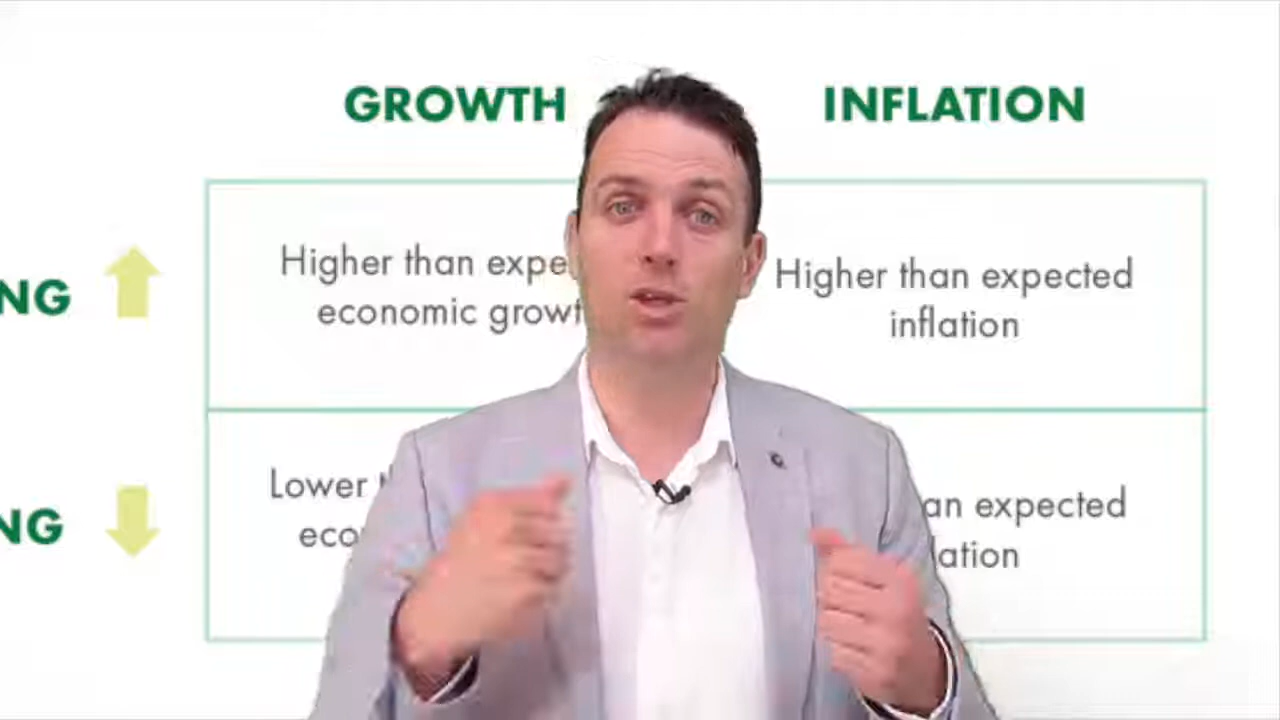 GROWTH INFLATION
NG
Higher than expe
economic growt
Higher than expected
inflation
NG
Lower
eco
an expected
lation